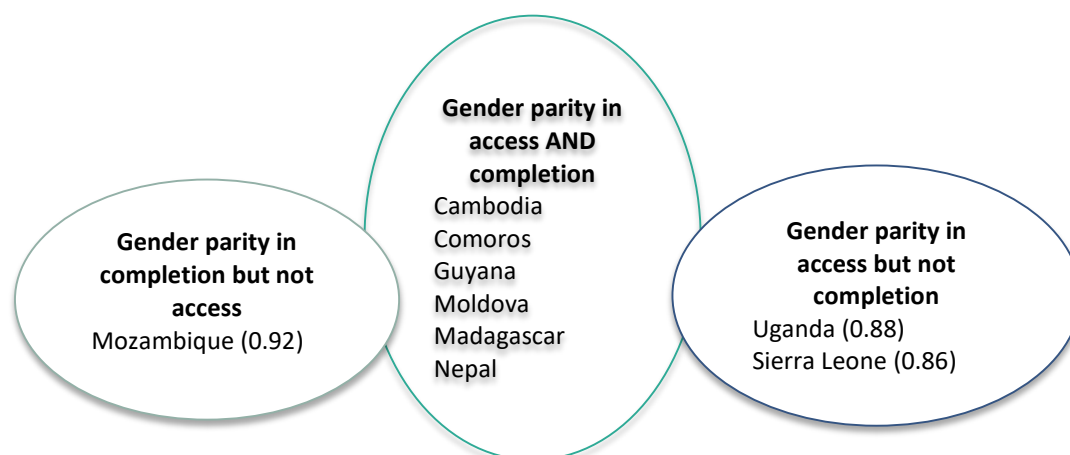 Gender parity in
completion but not
access
Mozambique (0.92)
Gender parity in
access AND
completion
Cambodia
Comoros
Guyana
Moldova
Madagascar
Nepal
Gender parity in
access but not
completion
Uganda (0.88)
Sierra Leone (0.86)